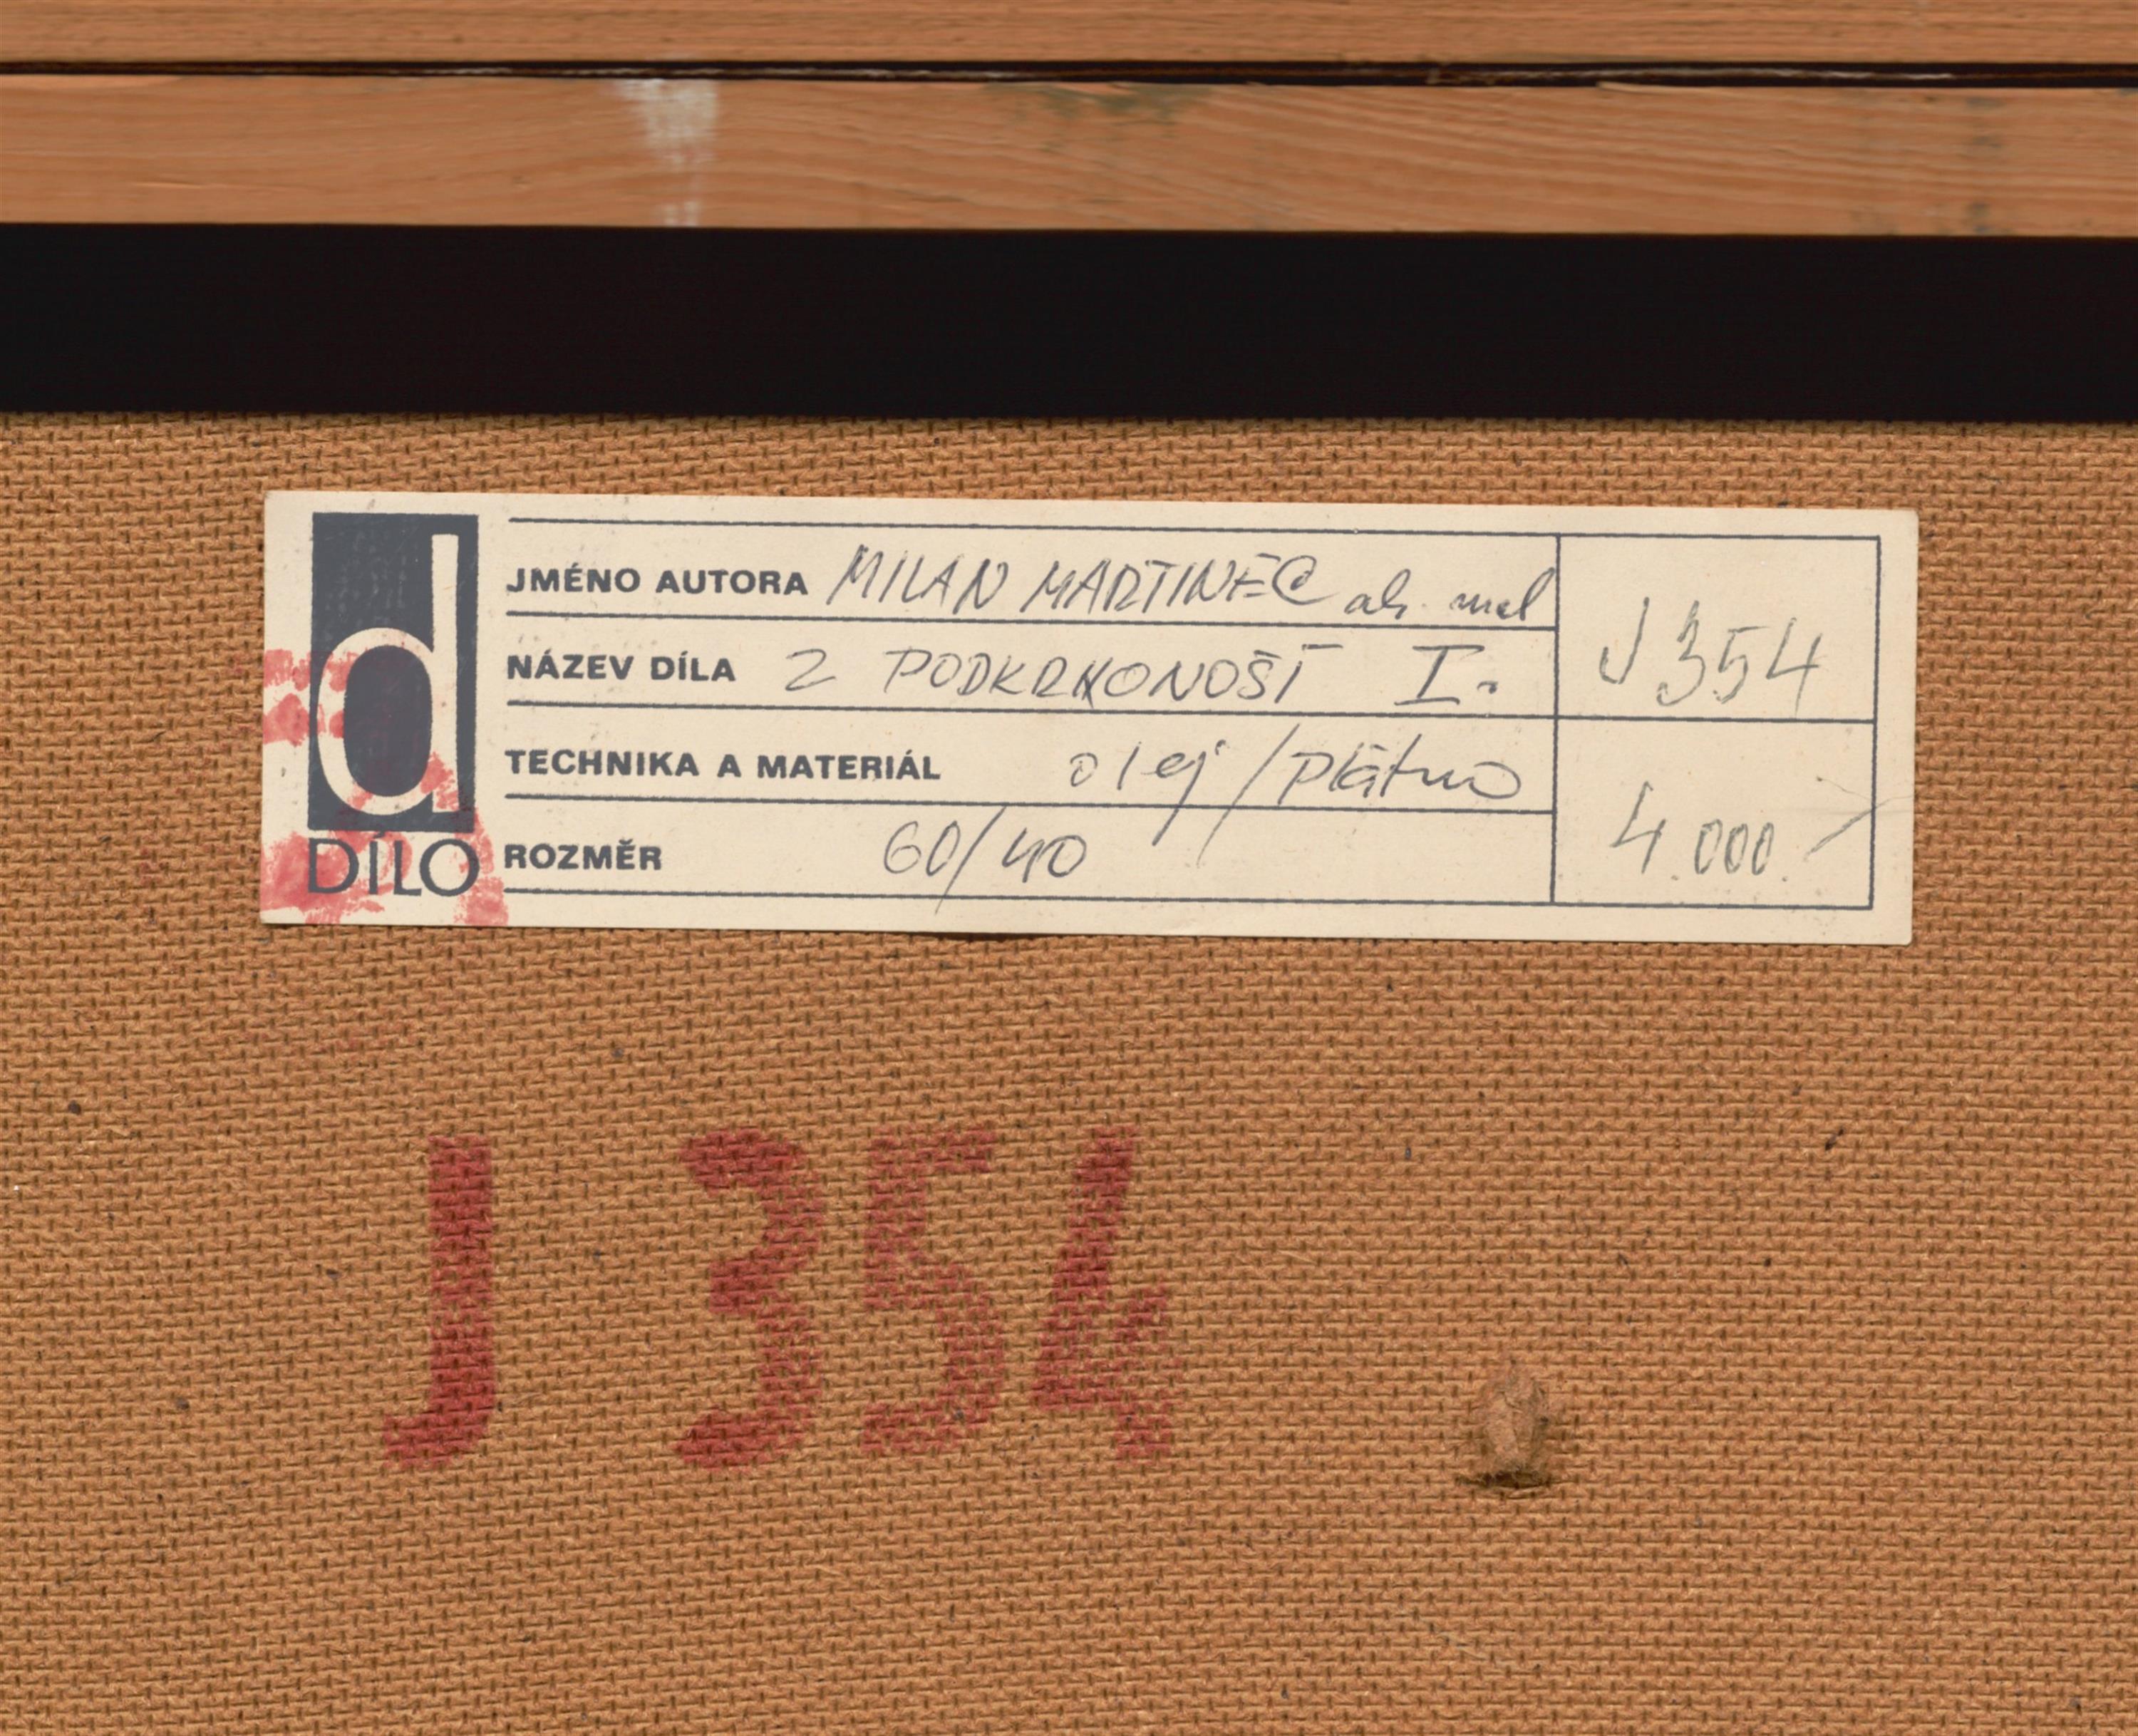 d
DÍLO
JMÉNO AUTORA MILAN MARTINEC ak. mal
NÁZEV DÍLA Z PODKRKONOŠÍ I.
TECHNIKA A MATERIÁL olej/plátno
ROZMĚR 60/40
J 354
4.000.
J 354